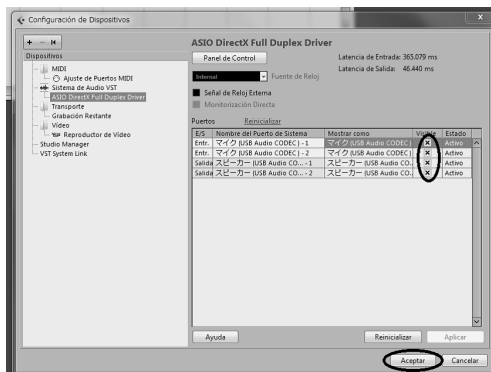 Configuración de Dispositivos
Dispositivos
MIDI
Ajuste de Puertos MIDI
Sistema de Audio VST
ASIO DirectX Full Duplex Driver
Transporte
Grabación Restante
Vídeo
Reproductor de Vídeo
Studio Manager
VST System Link
ASIO DirectX Full Duplex Driver
Panel de Control
Latencia de Entrada: 365.079 ms
Latencia de Salida: 46.440 ms
Internal
Fuente de Reloj
Señal de Reloj Externa
Monitorización Directa
Puertos Reinicializar
E/S Nombre del Puerto de Sistema Mostrar como Visible Estado
Entr. マイク (USB Audio CODEC ) - 1 マイク (USB Audio CODEC ) Activo
Entr. マイク (USB Audio CODEC ) - 2 マイク (USB Audio CODEC ) Activo
Salida スピーカー (USB Audio CO... - 1 スピーカー (USB Audio CO. Activo
Salida スピーカー (USB Audio CO... - 2 スピーカー (USB Audio CO. Activo
Ayuda Reinicializar Aplicar
Aceptar Cancelar